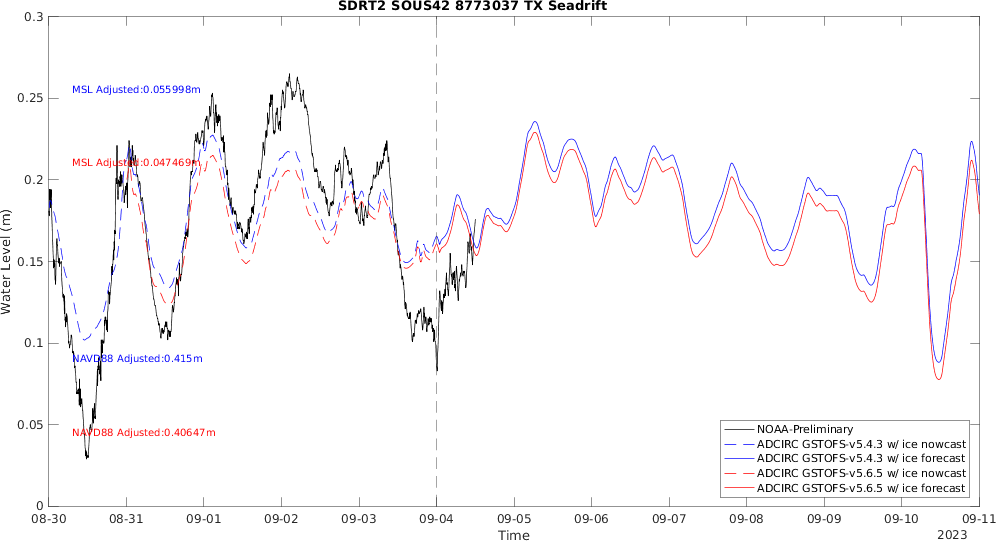 SDRT2 SOUS42 8773037 TX Seadrift
0.3
0.25
0.2
0.15
0.1
0.05
0
Water Level (m)
MSL Adjusted:0.055998m
MSL Adjusted:0.047469m
NAVD88 Adjusted:0.415m
NAVD88 Adjusted:0.40647m
NOAA-Preliminary
ADCIRC GSTOFS-v5.4.3 w/ ice nowcast
ADCIRC GSTOFS-v5.4.3 w/ ice forecast
ADCIRC GSTOFS-v5.6.5 w/ ice nowcast
ADCIRC GSTOFS-v5.6.5 w/ ice forecast
08-30 08-31 09-01 09-02 09-03 09-04 09-05 09-06 09-07 09-08 09-09 09-10 09-11
Time
2023